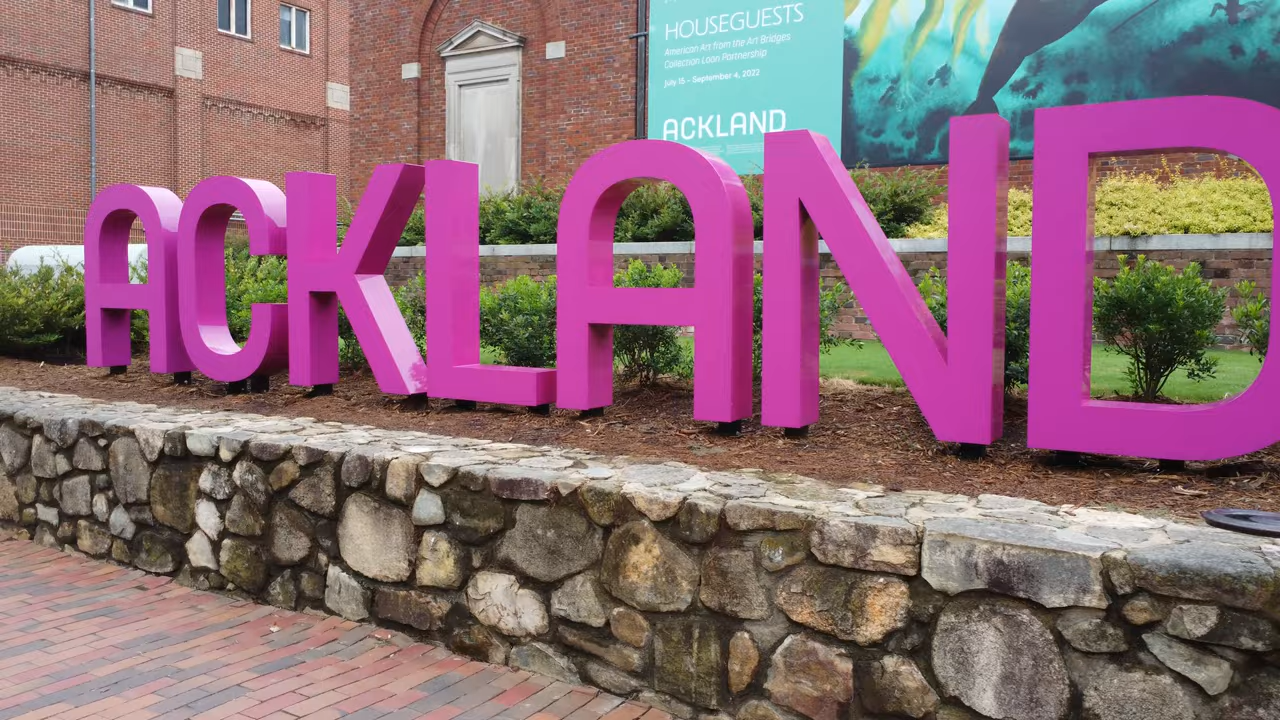 HOUSEGUESTS
American Art from the Art Bridges
Collection Loan Partnership
July 15 – September 4, 2022
ACKLAND
ACKLAND